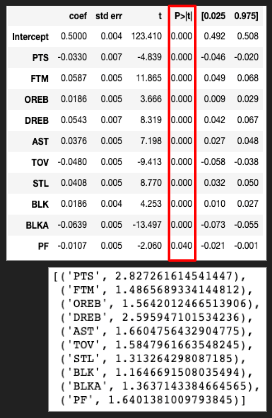 coef std err t P>|t| [0.025 0.975]
Intercept 0.5000 0.004 123.410 0.000 0.492 0.508
PTS -0.0330 0.007 -4.839 0.000 -0.046 -0.020
FTM 0.0587 0.005 11.865 0.000 0.049 0.068
OREB 0.0186 0.005 3.666 0.000 0.009 0.029
DREB 0.0543 0.007 8.319 0.000 0.042 0.067
AST 0.0376 0.005 7.198 0.000 0.027 0.048
TOV -0.0480 0.005 -9.413 0.000 -0.058 -0.038
STL 0.0408 0.005 8.770 0.000 0.032 0.050
BLK 0.0186 0.004 4.253 0.000 0.010 0.027
BLKA -0.0639 0.005 -13.497 0.000 -0.073 -0.055
PF -0.0107 0.005 -2.060 0.040 -0.021 -0.001
[('PTS', 2.827261614541447),
('FTM', 1.4865689334144812),
('OREB', 1.5642012466513906),
('DREB', 2.595947101534236),
('AST', 1.6604756432904775),
('TOV', 1.5847961663548245),
('STL', 1.313264298087185),
('BLK', 1.1646691508035494),
('BLKA', 1.3637143384664565),
('PF', 1.6401381009793845)]